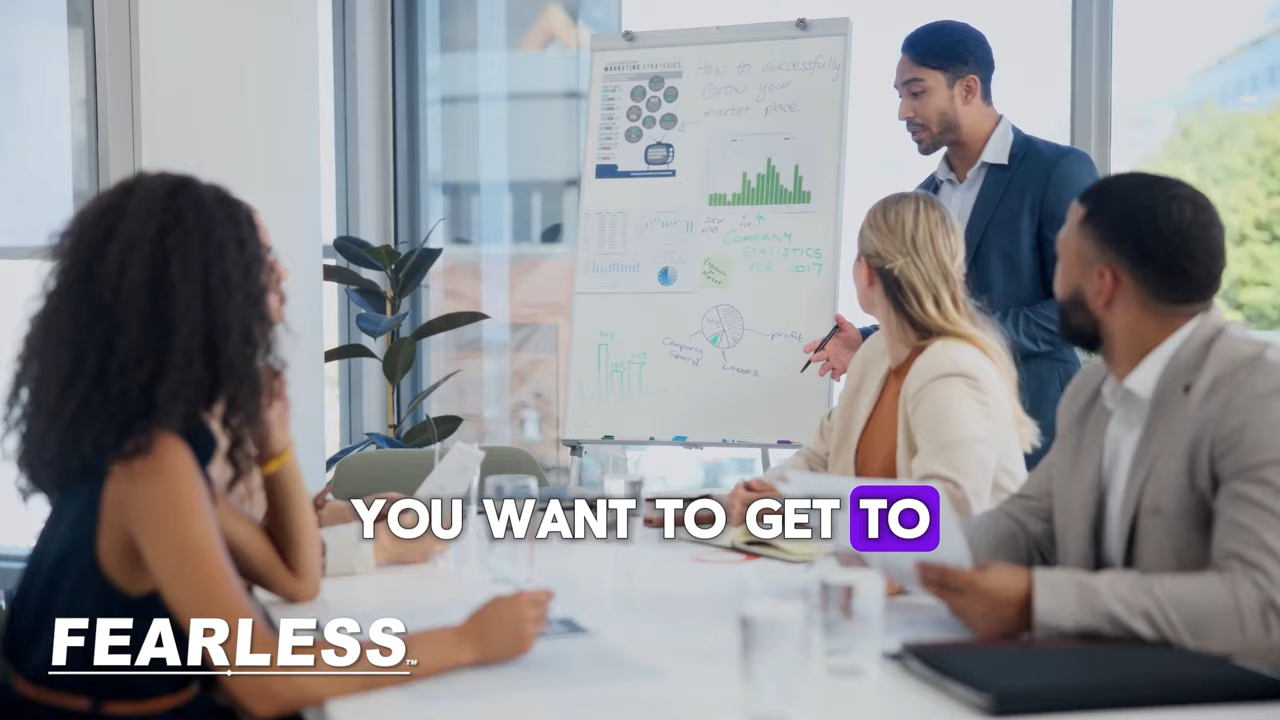 MARKETING STRATEGIES
How to successfully
Grow your
market place
COMPANY
STATISTICS
FOR 2017
profit
Company
Spend
Losses
YOU WANT TO GET TO
FEARLESS™